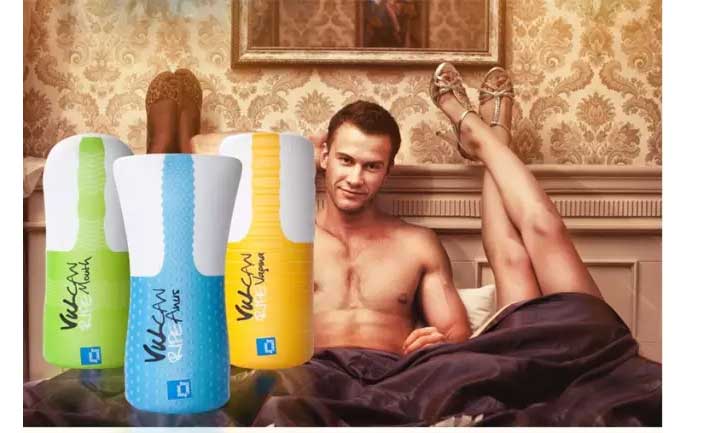 VULCAN
RIPE Mouth
VULCAN
RIPE Anus
VULCAN
RIPE Vagina